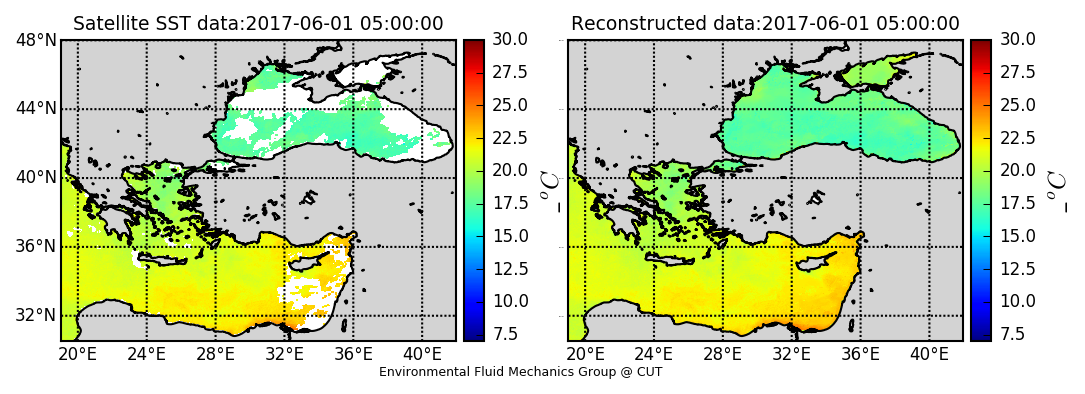 Satellite SST data:2017-06-01 05:00:00
48°N
44°N
40°N
36°N
32°N
20°E 24°E 28°E 32°E 36°E 40°E
30.0
27.5
25.0
22.5
20.0
17.5
15.0
12.5
10.0
7.5
_ °C
Reconstructed data:2017-06-01 05:00:00
20°E 24°E 28°E 32°E 36°E 40°E
30.0
27.5
25.0
22.5
20.0
17.5
15.0
12.5
10.0
7.5
_ °C
Environmental Fluid Mechanics Group @ CUT